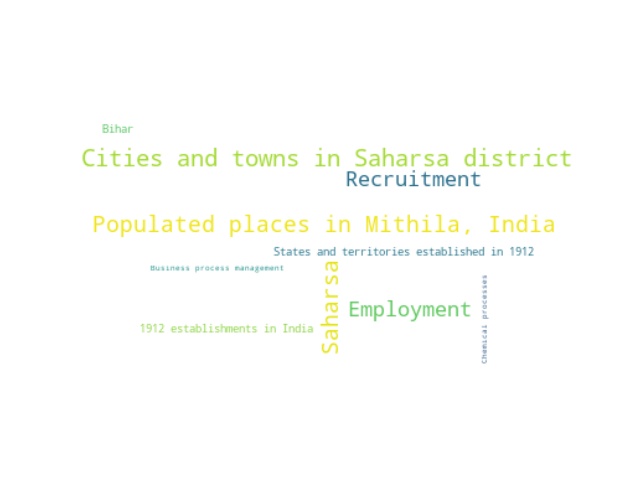 Bihar
Cities and towns in Saharsa district
Recruitment
Populated places in Mithila, India
States and territories established in 1912
Business process management
Saharsa
Employment
Chemical processes
1912 establishments in India